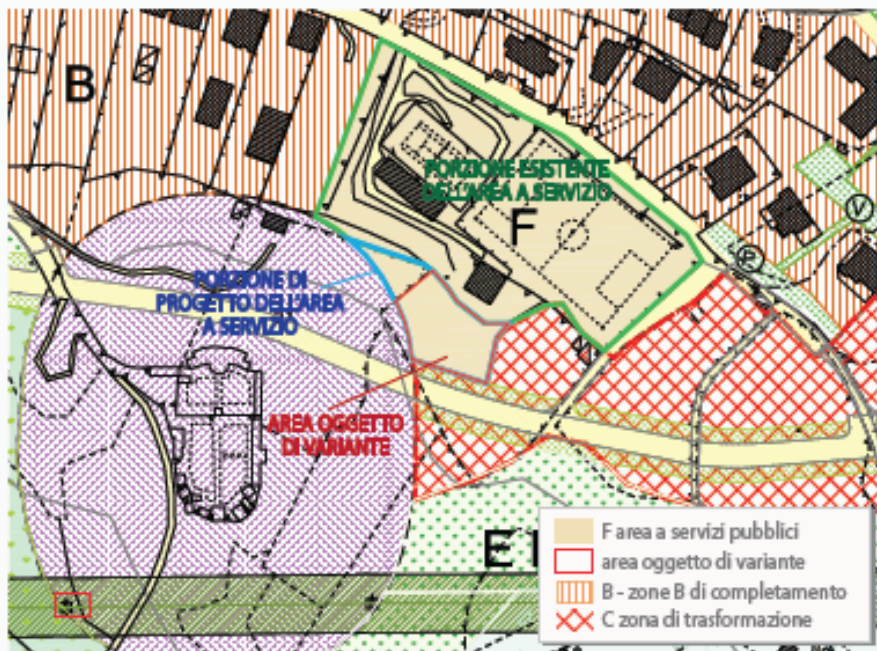 B
PORZIONE ESISTENTE
DELL'AREA A SERVIZIO
F
V
P
PORZIONE DI
PROGETTO DELL'AREA
A SERVIZIO
AREA OGGETTO
DI VARIANTE
E1
F area a servizi pubblici
area oggetto di variante
B - zone B di completamento
C zona di trasformazione